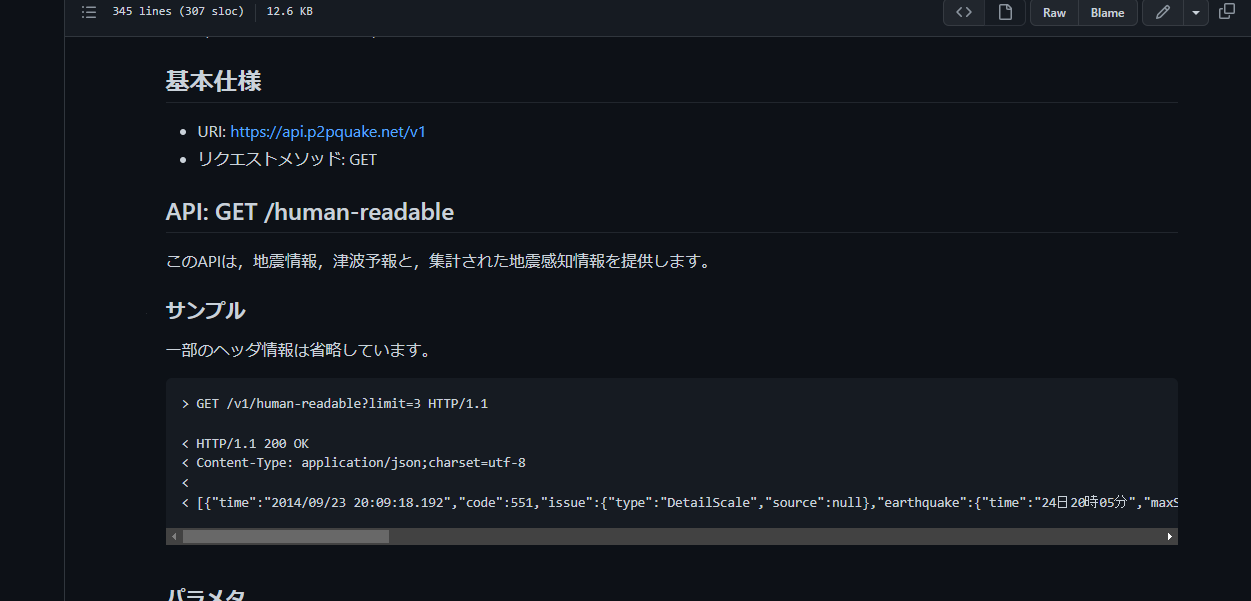 345 lines (307 sloc) 12.6 KB Raw Blame
基本仕様
URI: https://api.p2pquake.net/v1
リクエストメソッド: GET
API: GET /human-readable
このAPIは，地震情報，津波予報と，集計された地震感知情報を提供します。
サンプル
一部のヘッダ情報は省略しています。
> GET /v1/human-readable?limit=3 HTTP/1.1
< HTTP/1.1 200 OK
< Content-Type: application/json;charset=utf-8
<
< [{"time":"2014/09/23 20:09:18.192","code":551,"issue":{"type":"DetailScale","source":null},"earthquake":{"time":"24日20時05分","maxS
パラメタ